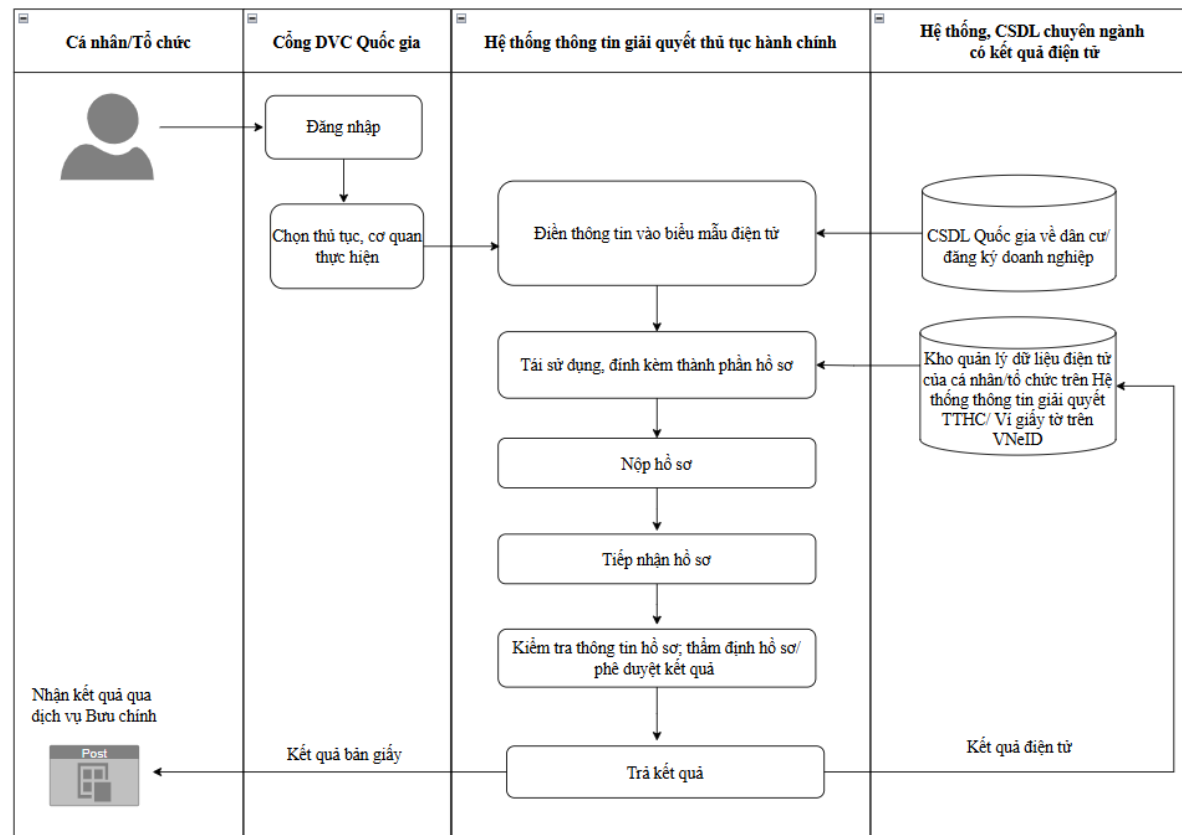 Cá nhân/Tổ chức
Cổng DVC Quốc gia
Hệ thống thông tin giải quyết thủ tục hành chính
Hệ thống, CSDL chuyên ngành
có kết quả điện tử
Đăng nhập
Chọn thủ tục, cơ quan
thực hiện
Điền thông tin vào biểu mẫu điện tử
CSDL Quốc gia về dân cư/
đăng ký doanh nghiệp
Tái sử dụng, đính kèm thành phần hồ sơ
Kho quản lý dữ liệu điện tử
của cá nhân/tổ chức trên Hệ
thống thông tin giải quyết
TTHC/ Ví giấy tờ trên
VNeID
Nộp hồ sơ
Tiếp nhận hồ sơ
Kiểm tra thông tin hồ sơ; thẩm định hồ sơ/
phê duyệt kết quả
Nhận kết quả qua
dịch vụ Bưu chính
Post
Kết quả bản giấy
Trả kết quả
Kết quả điện tử